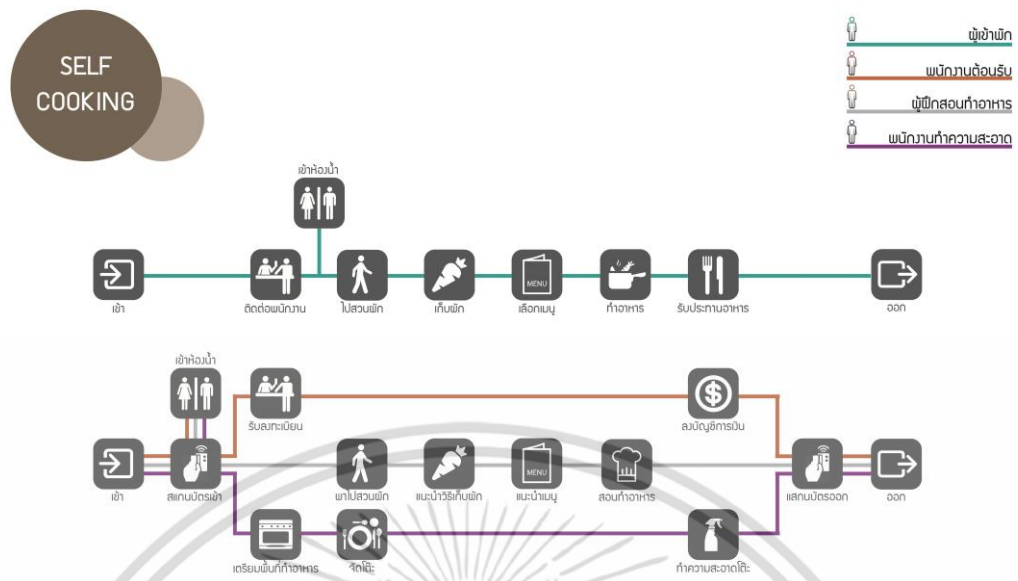 SELF
COOKING
ผู้เข้าพัก
พนักงานต้อนรับ
ผู้ฝึกสอนทำอาหาร
พนักงานทำความสะอาด
เข้าห้องน้ำ
MENU
เข้า
ติดต่อพนักงาน
ไปสวนผัก
เก็บผัก
เลือกเมนู
ทำอาหาร
รับประทานอาหาร
ออก
เข้าห้องน้ำ
รับลงทะเบียน
ลงบัญชีการเงิน
MENU
เข้า
สแกนบัตรเข้า
พาไปสวนผัก
แนะนำวิธีเก็บผัก
แนะนำเมนู
สอนทำอาหาร
แสกนบัตรออก
ออก
เตรียมพื้นที่ทำอาหาร
จัดโต๊ะ
ทำความสะอาดโต๊ะ